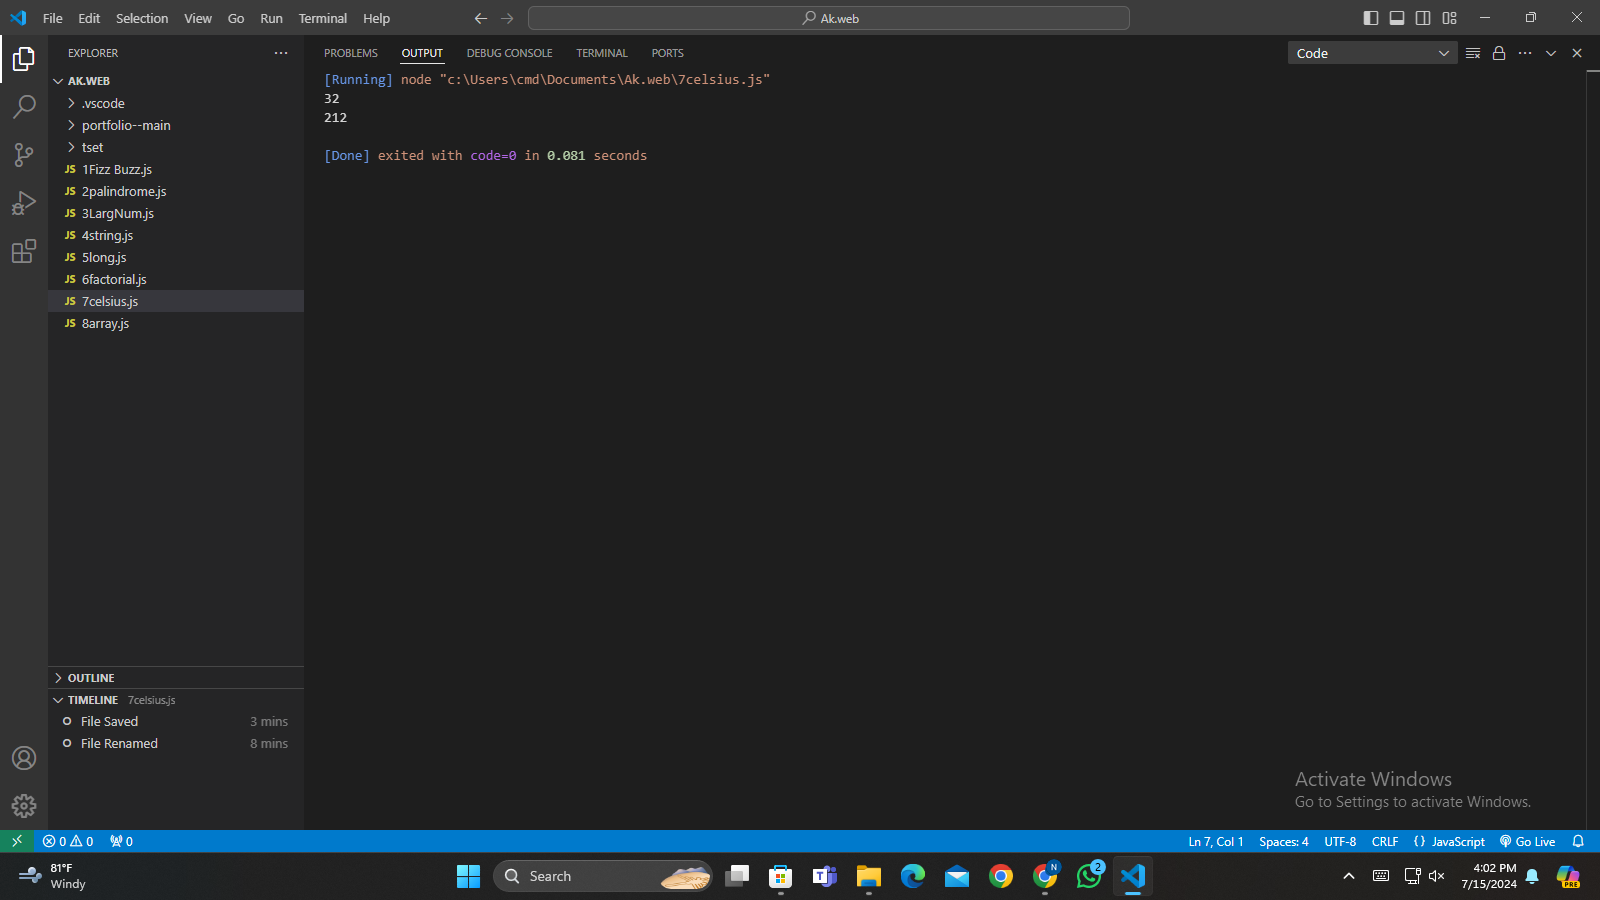 File Edit Selection View Go Run Terminal Help
Ak.web
EXPLORER
AK.WEB
.vscode
portfolio--main
tset
JS 1Fizz Buzz.js
JS 2palindrome.js
JS 3LargNum.js
JS 4string.js
JS 5long.js
JS 6factorial.js
JS 7celsius.js
JS 8array.js
OUTLINE
TIMELINE 7celsius.js
File Saved 3 mins
File Renamed 8 mins
PROBLEMS OUTPUT DEBUG CONSOLE TERMINAL PORTS
Code
[Running] node "c:\Users\cmd\Documents\Ak.web\7celsius.js"
32
212
[Done] exited with code=0 in 0.081 seconds
Activate Windows
Go to Settings to activate Windows.
0 0 0
Ln 7, Col 1 Spaces: 4 UTF-8 CRLF {} JavaScript Go Live
81°F
Windy
Search
T
N
2
4:02 PM
7/15/2024
PRE